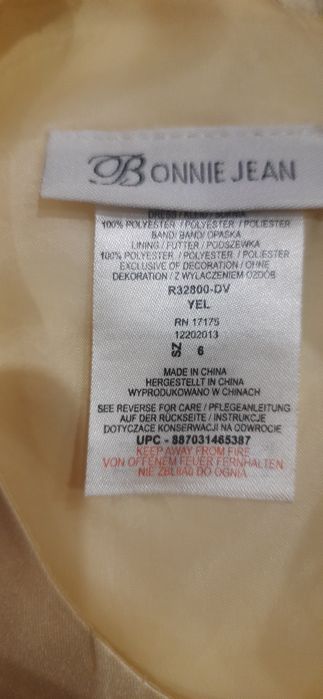 BONNIE JEAN
DRESS / KLEID / SUKNIA
100% POLYESTER / POLYESTER / POLIESTER
BAND/ BAND/ OPASKA
LINING / FUTTER / PODSZEWKA
100% POLYESTER / POLYESTER / POLIESTER
EXCLUSIVE OF DECORATION / OHNE
DEKORATION / Z WYLACZENIEM OZDÓB
R32800-DV
YEL
RN 17175
12202013
SZ 6
MADE IN CHINA
HERGESTELLT IN CHINA
WYPRODUKOWANO W CHINACH
SEE REVERSE FOR CARE / PFLEGEANLEITUNG
AUF DER RÜCKSEITE / INSTRUKCJE
DOTYCZACE KONSERWACJI NA ODWROCIE
UPC - 887031465387
KEEP AWAY FROM FIRE
VON OFFENEM FEUER FERNHALTEN
NIE ZBLIŻAĆ DO OGNIA